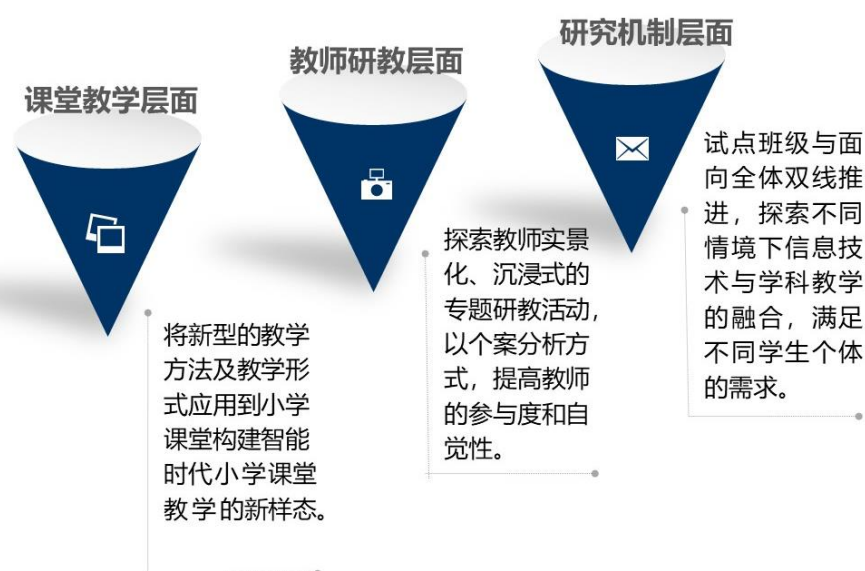 课堂教学层面
将新型的教学
方法及教学形
式应用到小学
课堂构建智能
时代小学课堂
教学的新样态。
教师研教层面
探索教师实景
化、沉浸式的
专题研教活动，
以个案分析方
式，提高教师
的参与度和自
觉性。
研究机制层面
试点班级与面
向全体双线推
进，探索不同
情境下信息技
术与学科教学
的融合，满足
不同学生个体
的需求。